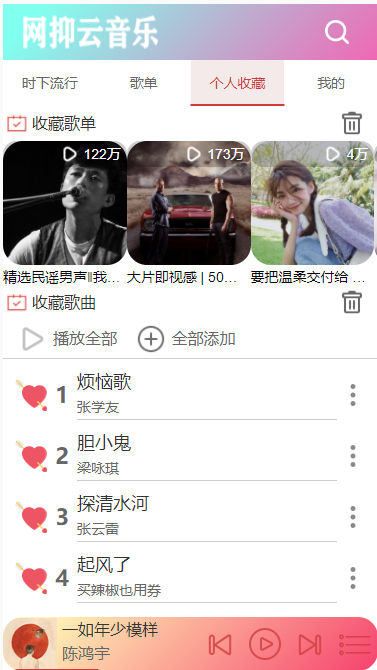 网抑云音乐
时下流行 歌单 个人收藏 我的
收藏歌单
122万 173万 4万
精选民谣男声‖我... 大片即视感 | 50... 要把温柔交付给 ...
收藏歌曲
播放全部 全部添加
1 烦恼歌
张学友
2 胆小鬼
梁咏琪
3 探清水河
张云雷
4 起风了
买辣椒也用券
一如年少模样
陈鸿宇